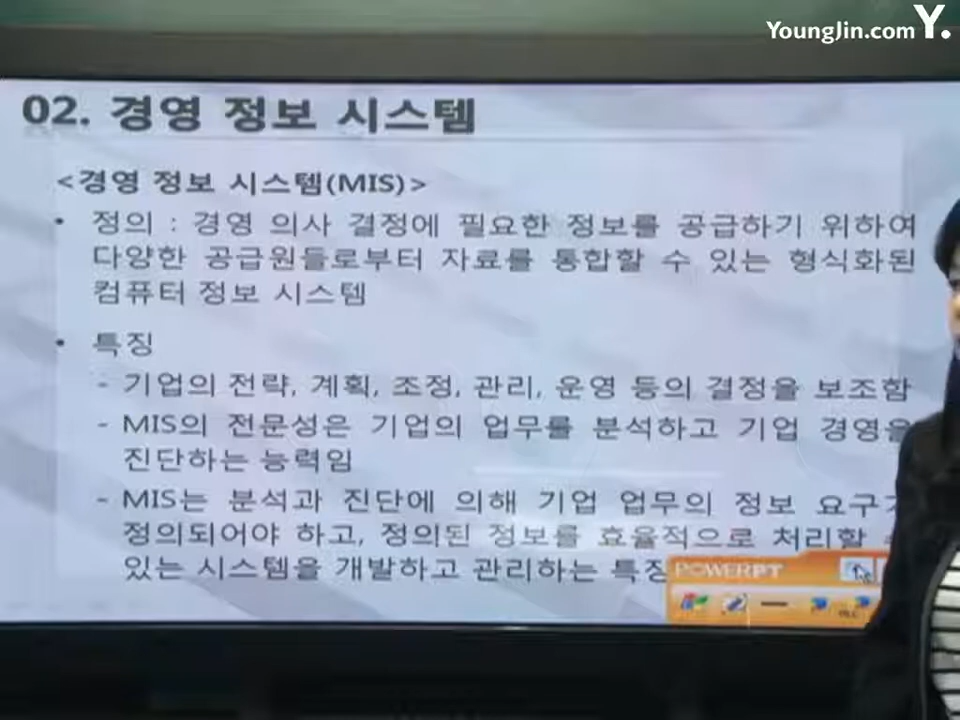 YoungJin.com Y.
02. 경영 정보 시스템
<경영 정보 시스템(MIS)>
• 정의 : 경영 의사 결정에 필요한 정보를 공급하기 위하여
다양한 공급원들로부터 자료를 통합할 수 있는 형식화된
컴퓨터 정보 시스템
• 특징
- 기업의 전략, 계획, 조정, 관리, 운영 등의 결정을 보조함
- MIS의 전문성은 기업의 업무를 분석하고 기업 경영을
진단하는 능력임
- MIS는 분석과 진단에 의해 기업 업무의 정보 요구
정의되어야 하고, 정의된 정보를 효율적으로 처리할
있는 시스템을 개발하고 관리하는 특징
POWERPT